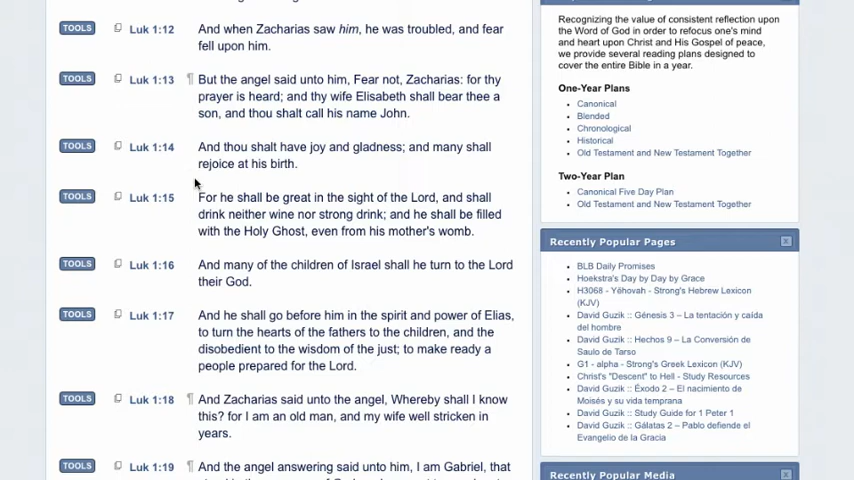 TOOLS Luk 1:12 And when Zacharias saw him, he was troubled, and fear
fell upon him.
TOOLS Luk 1:13 ¶ But the angel said unto him, Fear not, Zacharias: for thy
prayer is heard; and thy wife Elisabeth shall bear thee a
son, and thou shalt call his name John.
TOOLS Luk 1:14 And thou shalt have joy and gladness; and many shall
rejoice at his birth.
TOOLS Luk 1:15 For he shall be great in the sight of the Lord, and shall
drink neither wine nor strong drink; and he shall be filled
with the Holy Ghost, even from his mother's womb.
TOOLS Luk 1:16 And many of the children of Israel shall he turn to the Lord
their God.
TOOLS Luk 1:17 And he shall go before him in the spirit and power of Elias,
to turn the hearts of the fathers to the children, and the
disobedient to the wisdom of the just; to make ready a
people prepared for the Lord.
TOOLS Luk 1:18 ¶ And Zacharias said unto the angel, Whereby shall I know
this? for I am an old man, and my wife well stricken in
years.
TOOLS Luk 1:19 ¶ And the angel answering said unto him, I am Gabriel, that
Recognizing the value of consistent reflection upon
the Word of God in order to refocus one's mind
and heart upon Christ and His Gospel of peace,
we provide several reading plans designed to
cover the entire Bible in a year.
One-Year Plans
• Canonical
• Blended
• Chronological
• Historical
• Old Testament and New Testament Together
Two-Year Plan
• Canonical Five Day Plan
• Old Testament and New Testament Together
Recently Popular Pages
• BLB Daily Promises
• Hoekstra's Day by Day by Grace
• H3068 - Yĕhovah - Strong's Hebrew Lexicon
(KJV)
• David Guzik :: Génesis 3 – La tentación y caída
del hombre
• David Guzik :: Hechos 9 – La Conversión de
Saulo de Tarso
• G1 - alpha - Strong's Greek Lexicon (KJV)
• Christ's "Descent" to Hell - Study Resources
• David Guzik :: Éxodo 2 – El nacimiento de
Moisés y su vida temprana
• David Guzik :: Study Guide for 1 Peter 1
• David Guzik :: Gálatas 2 – Pablo defiende el
Evangelio de la Gracia
Recently Popular Media